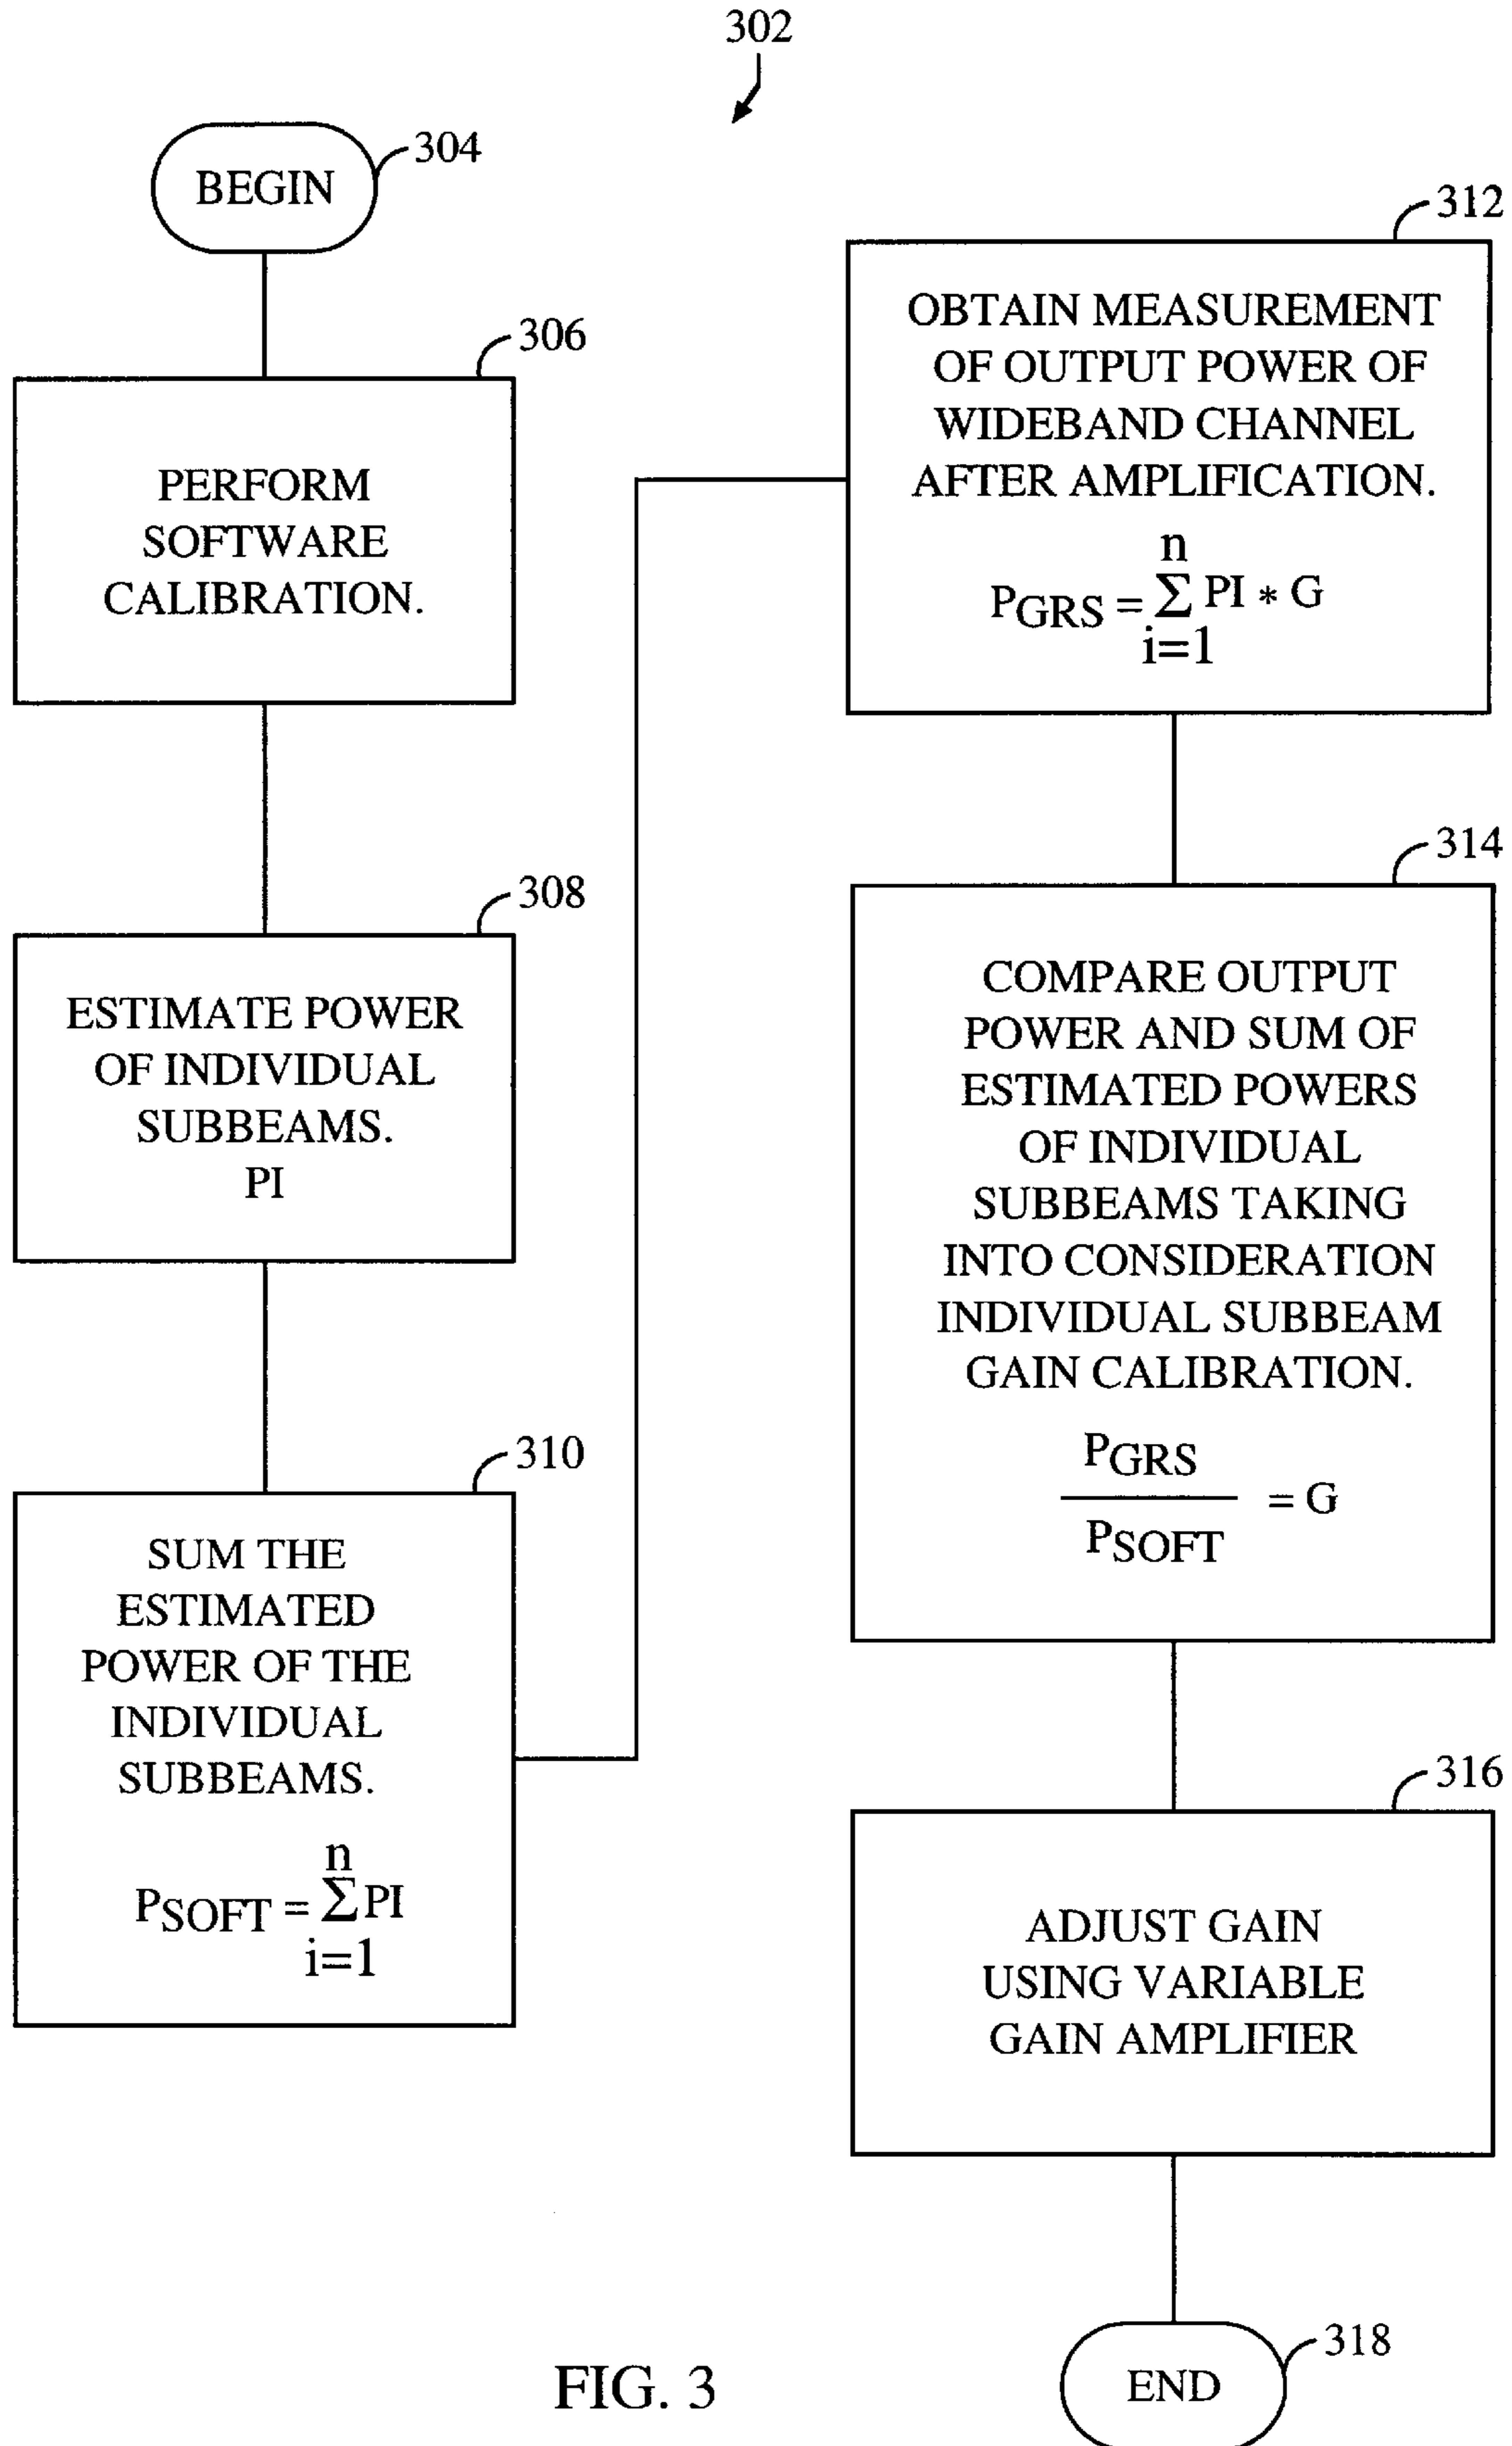 302
BEGIN
304
306
PERFORM
SOFTWARE
CALIBRATION.
308
ESTIMATE POWER
OF INDIVIDUAL
SUBBEAMS.
PI
310
SUM THE
ESTIMATED
POWER OF THE
INDIVIDUAL
SUBBEAMS.
n
PSOFT = Σ PI
i=1
312
OBTAIN MEASUREMENT
OF OUTPUT POWER OF
WIDEBAND CHANNEL
AFTER AMPLIFICATION.
n
PGRS = Σ PI * G
i=1
314
COMPARE OUTPUT
POWER AND SUM OF
ESTIMATED POWERS
OF INDIVIDUAL
SUBBEAMS TAKING
INTO CONSIDERATION
INDIVIDUAL SUBBEAM
GAIN CALIBRATION.
PGRS
= G
PSOFT
316
ADJUST GAIN
USING VARIABLE
GAIN AMPLIFIER
318
END
FIG. 3